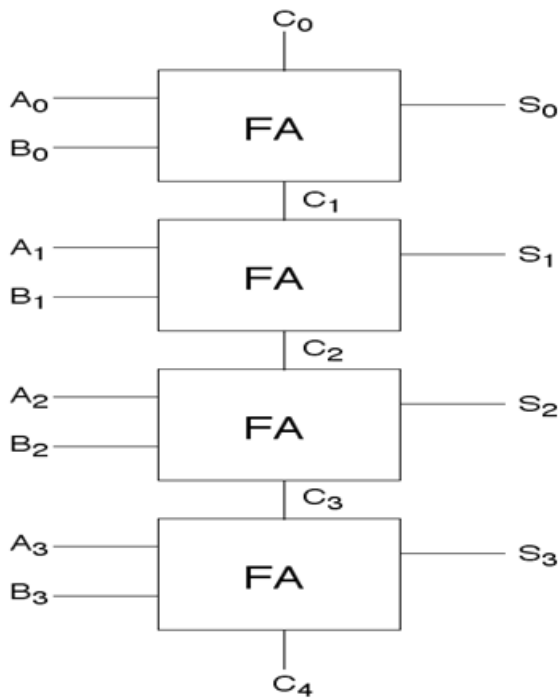 C₀
A₀ S₀
FA
B₀
C₁
A₁ S₁
FA
B₁
C₂
A₂ S₂
FA
B₂
C₃
A₃ S₃
FA
B₃
C₄